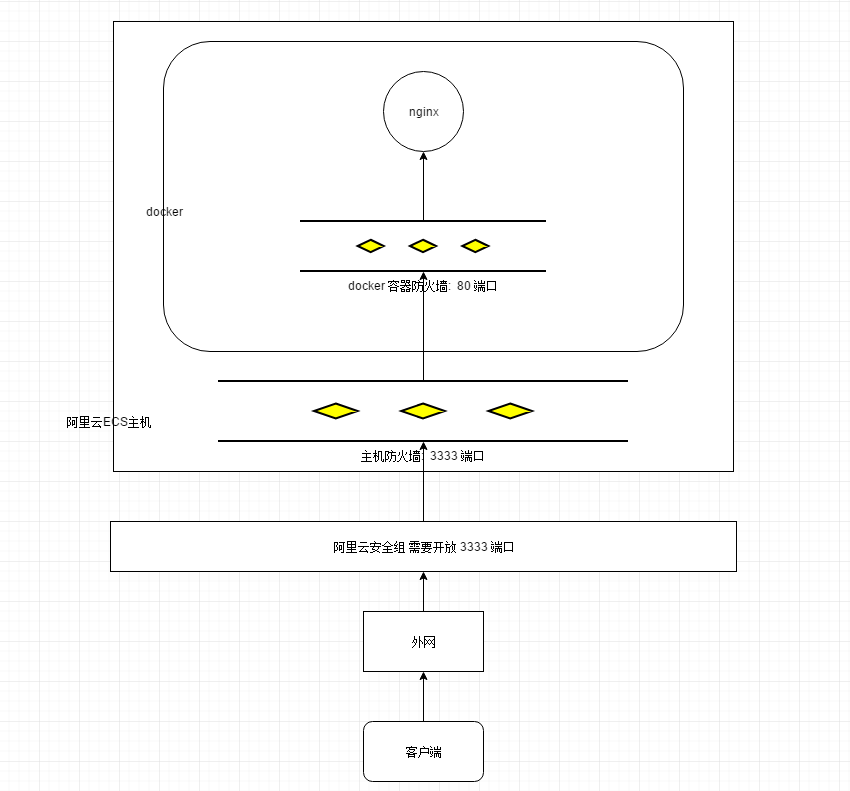 nginx
docker
docker 容器防火墙: 80 端口
阿里云ECS主机
主机防火墙: 3333 端口
阿里云安全组 需要开放 3333 端口
外网
客户端